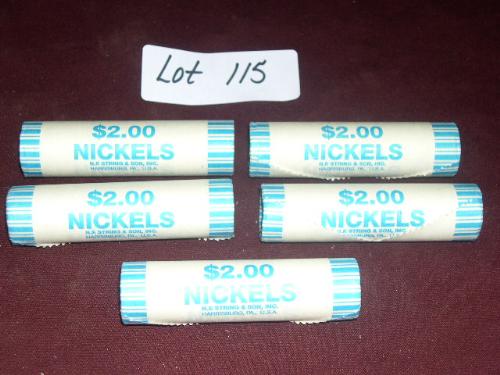 Lot 115
$2.00
NICKELS
N.F. STRING & SON, INC.
HARRISBURG, PA., U.S.A.
$2.00
NICKELS
N.F. STRING & SON, INC.
HARRISBURG, PA., U.S.A.
$2.00
NICKELS
N.F. STRING & SON, INC.
HARRISBURG, PA., U.S.A.
$2.00
NICKELS
N.F. STRING & SON, INC.
HARRISBURG, PA., U.S.A.
$2.00
NICKELS
N.F. STRING & SON, INC.
HARRISBURG, PA., U.S.A.